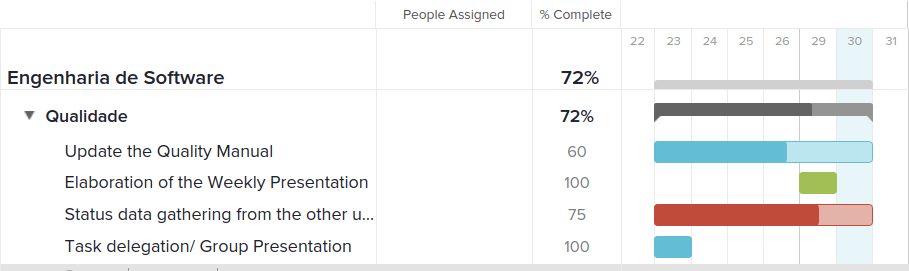 People Assigned % Complete
22 23 24 25 26 29 30 31
Engenharia de Software 72%
Qualidade 72%
Update the Quality Manual 60
Elaboration of the Weekly Presentation 100
Status data gathering from the other u... 75
Task delegation/ Group Presentation 100